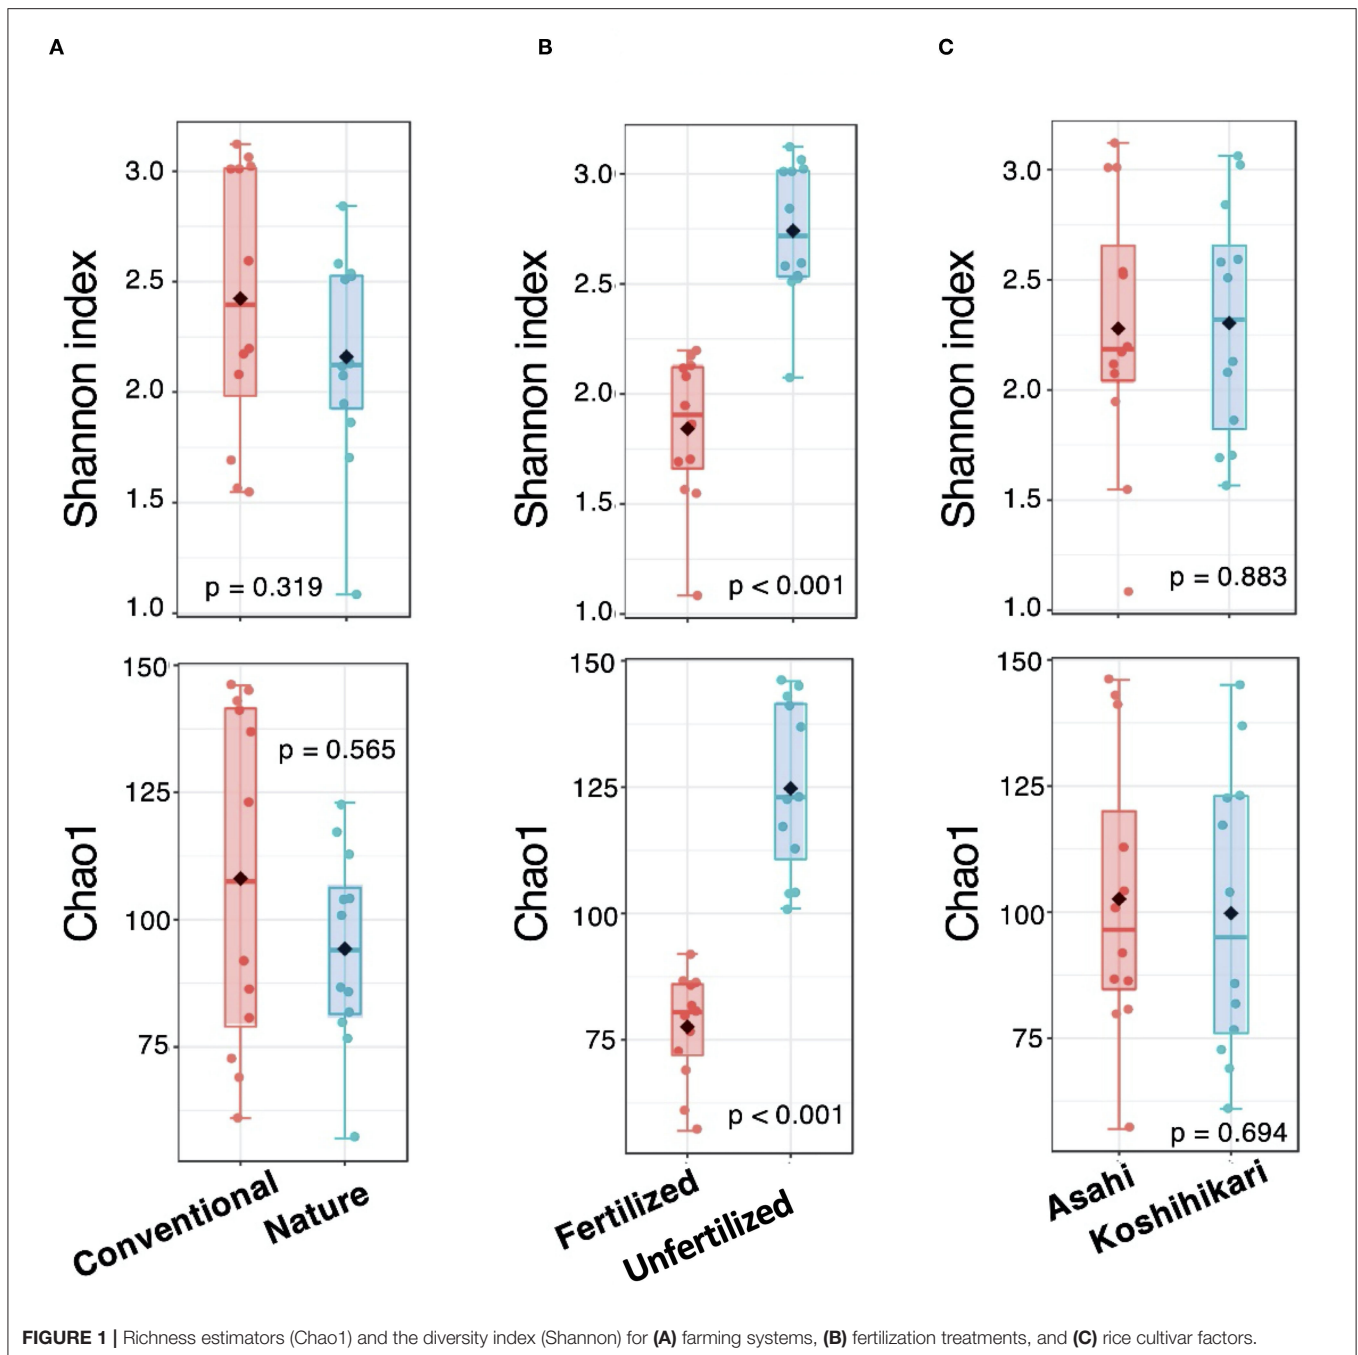 A
B
C
Shannon index
3.0
2.5
2.0
1.5
1.0
p = 0.319
Shannon index
3.0
2.5
2.0
1.5
1.0
p < 0.001
Shannon index
3.0
2.5
2.0
1.5
1.0
p = 0.883
Chao1
150
125
100
75
p = 0.565
Conventional
Nature
Chao1
150
125
100
75
p < 0.001
Fertilized
Unfertilized
Chao1
150
125
100
75
p = 0.694
Asahi
Koshihikari
FIGURE 1 | Richness estimators (Chao1) and the diversity index (Shannon) for (A) farming systems, (B) fertilization treatments, and (C) rice cultivar factors.